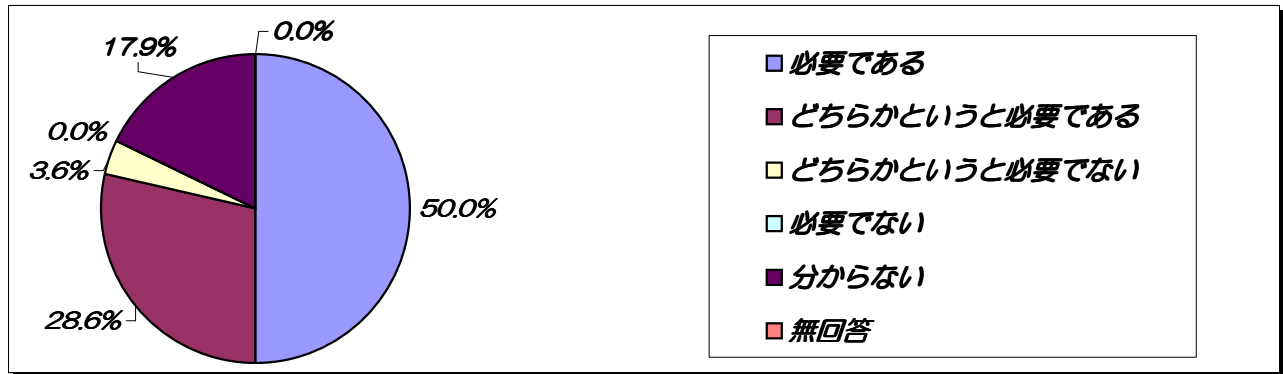 0.0%
17.9%
0.0%
3.6%
50.0%
28.6%
必要である
どちらかというと必要である
どちらかというと必要でない
必要でない
分からない
無回答